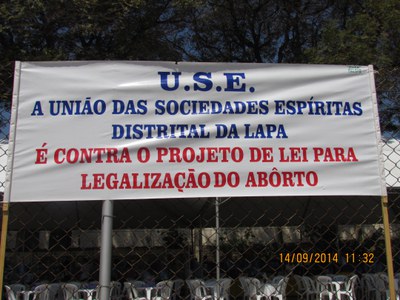 U.S.E.
A UNIÃO DAS SOCIEDADES ESPÍRITAS
DISTRITAL DA LAPA
É CONTRA O PROJETO DE LEI PARA
LEGALIZAÇÃO DO ABÔRTO
14/09/2014 11:32